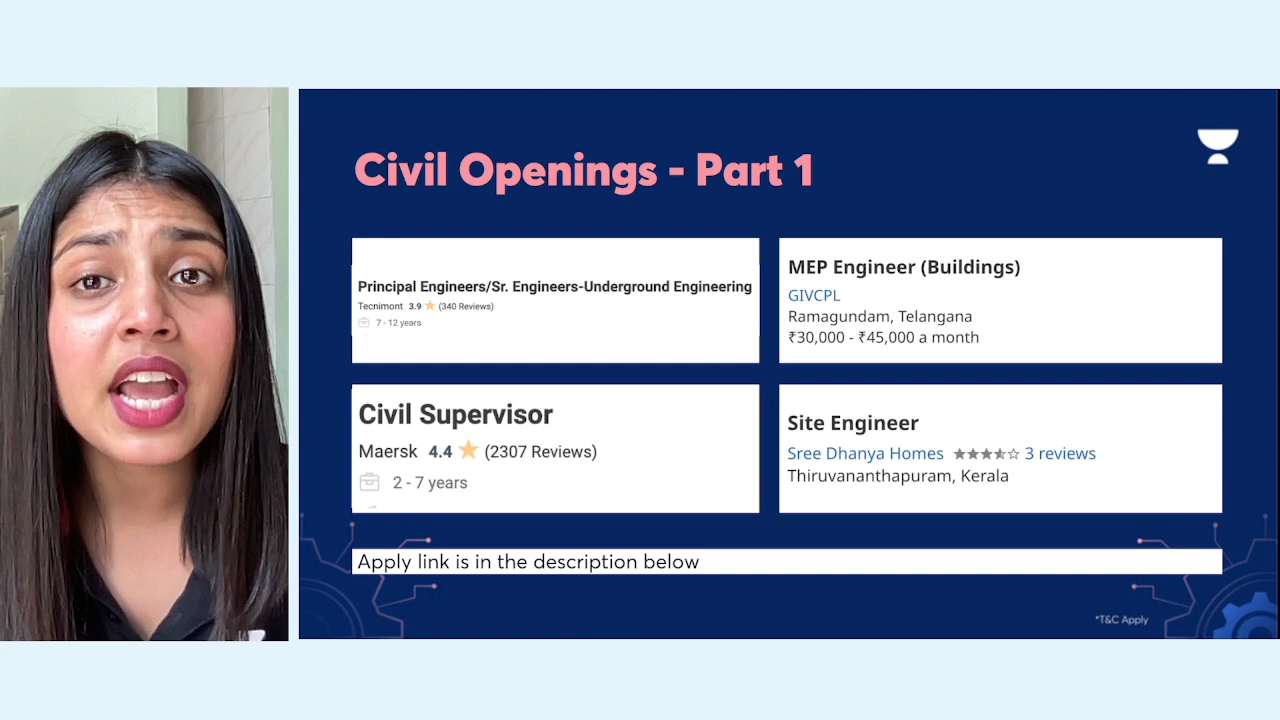 Civil Openings - Part 1
Principal Engineers/Sr. Engineers-Underground Engineering
Tecnimont 3.9 ★ (340 Reviews)
7 - 12 years
MEP Engineer (Buildings)
GIVCPL
Ramagundam, Telangana
₹30,000 - ₹45,000 a month
Civil Supervisor
Maersk 4.4 ★ (2307 Reviews)
2 - 7 years
Site Engineer
Sree Dhanya Homes 3 reviews
Thiruvananthapuram, Kerala
Apply link is in the description below
*T&C Apply